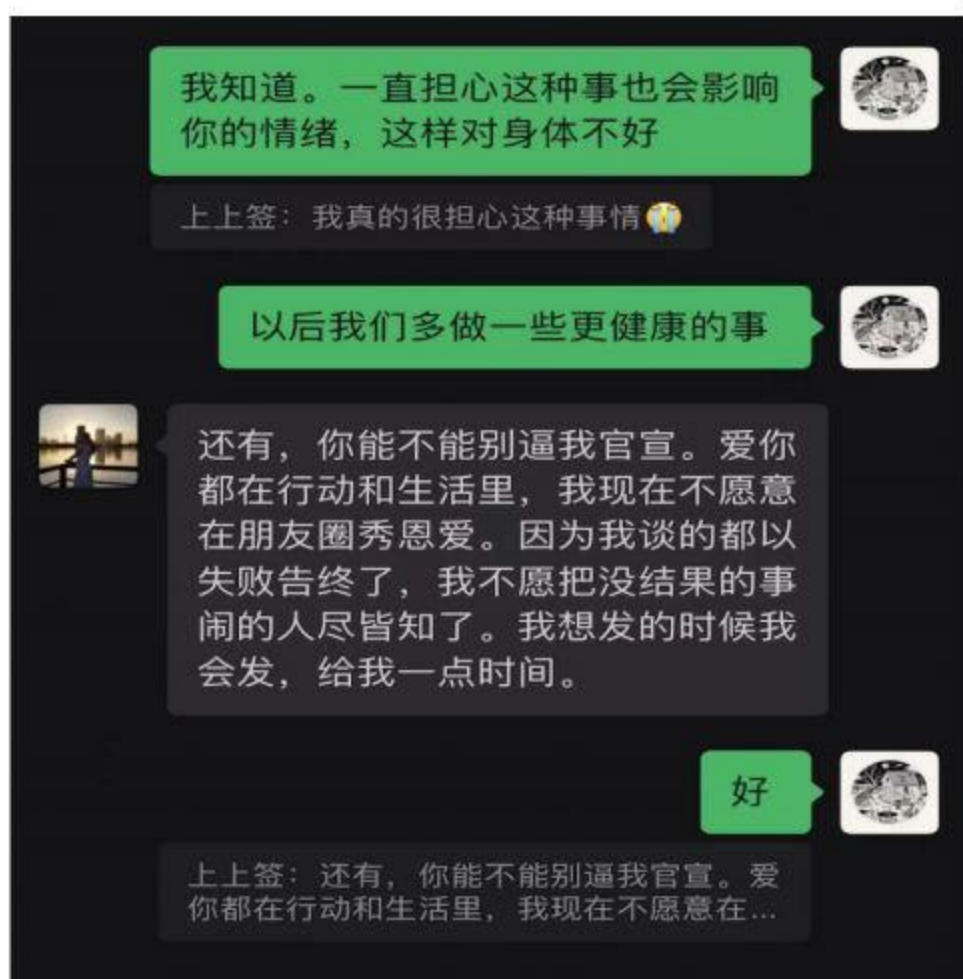 我知道。一直担心这种事也会影响
你的情绪，这样对身体不好
上上签：我真的很担心这种事情😭
以后我们多做一些更健康的事
还有，你能不能别逼我官宣。爱你
都在行动和生活里，我现在不愿意
在朋友圈秀恩爱。因为我谈的都以
失败告终了，我不愿把没结果的事
闹的人尽皆知了。我想发的时候我
会发，给我一点时间。
好
上上签：还有，你能不能别逼我官宣。爱
你都在行动和生活里，我现在不愿意在...